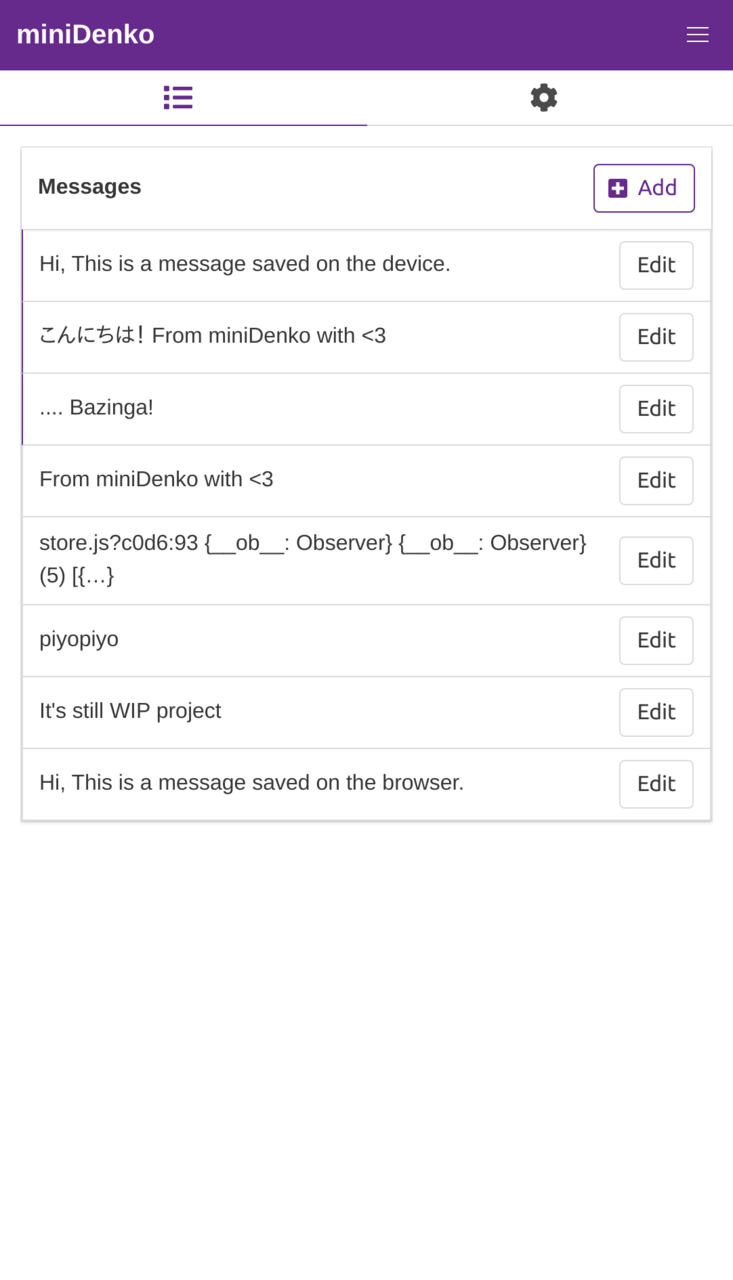 miniDenko
Messages
Add
Hi, This is a message saved on the device.
Edit
こんにちは！ From miniDenko with <3
Edit
.... Bazinga!
Edit
From miniDenko with <3
Edit
store.js?c0d6:93 {__ob__: Observer} {__ob__: Observer}
(5) [{…}
Edit
piyopiyo
Edit
It's still WIP project
Edit
Hi, This is a message saved on the browser.
Edit